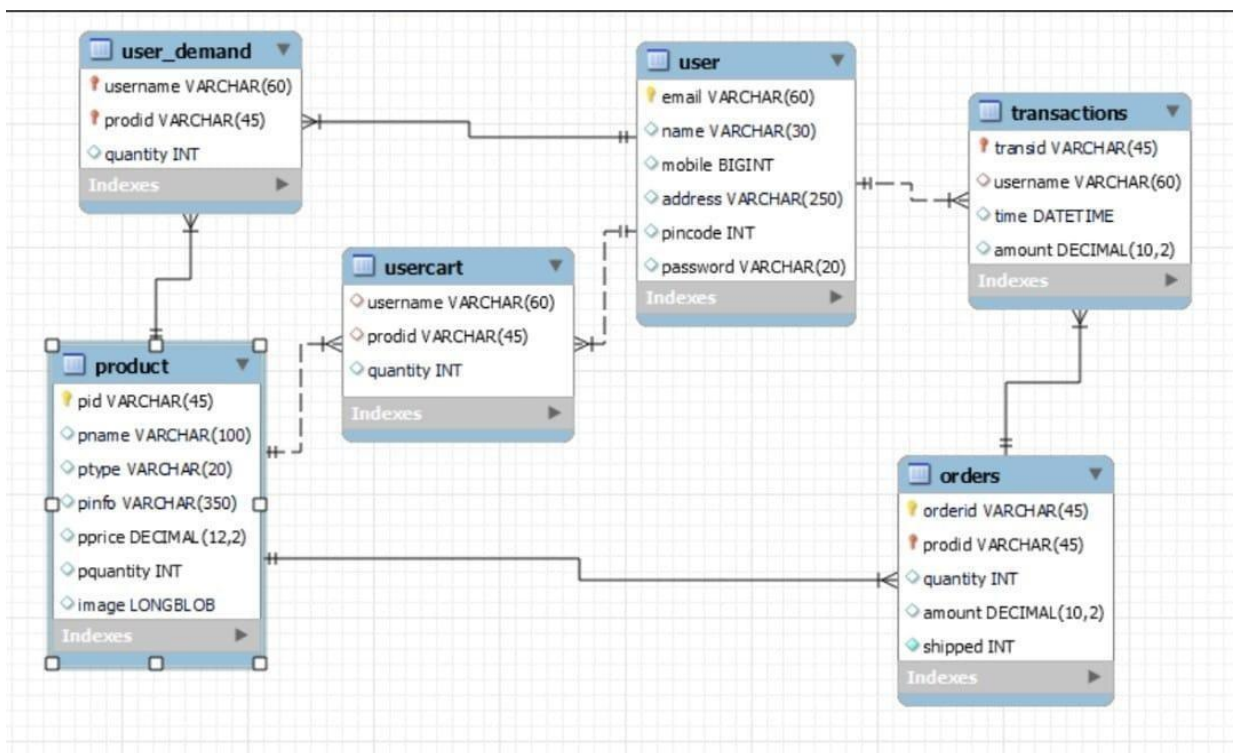 user_demand
username VARCHAR(60)
prodid VARCHAR(45)
quantity INT
Indexes
user
email VARCHAR(60)
name VARCHAR(30)
mobile BIGINT
address VARCHAR(250)
pincode INT
password VARCHAR(20)
Indexes
transactions
transid VARCHAR(45)
username VARCHAR(60)
time DATETIME
amount DECIMAL(10,2)
Indexes
usercart
username VARCHAR(60)
prodid VARCHAR(45)
quantity INT
Indexes
product
pid VARCHAR(45)
pname VARCHAR(100)
ptype VARCHAR(20)
pinfo VARCHAR(350)
pprice DECIMAL(12,2)
pquantity INT
image LONGBLOB
Indexes
orders
orderid VARCHAR(45)
prodid VARCHAR(45)
quantity INT
amount DECIMAL(10,2)
shipped INT
Indexes